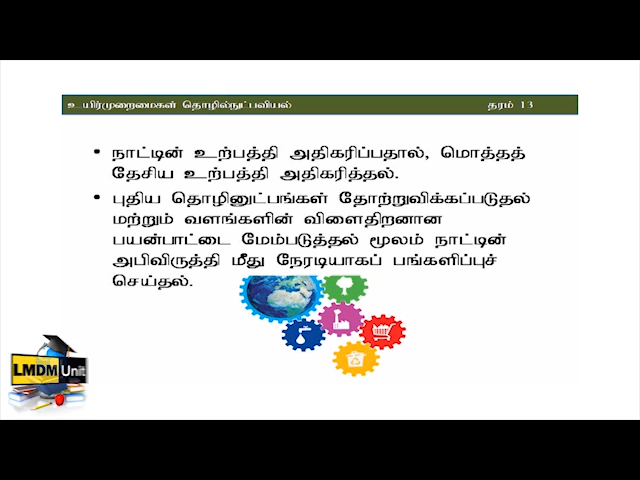 உயிர்முறைமைகள் தொழில்நுட்பவியல் தரம் 13
• நாட்டின் உற்பத்தி அதிகரிப்பதால், மொத்தத்
தேசிய உற்பத்தி அதிகரித்தல்.
• புதிய தொழினுட்பங்கள் தோற்றுவிக்கப்படுதல்
மற்றும் வளங்களின் விளைதிறனான
பயன்பாட்டை மேம்படுத்தல் மூலம் நாட்டின்
அபிவிருத்தி மீது நேரடியாகப் பங்களிப்புச்
செய்தல்.
LMDM Unit